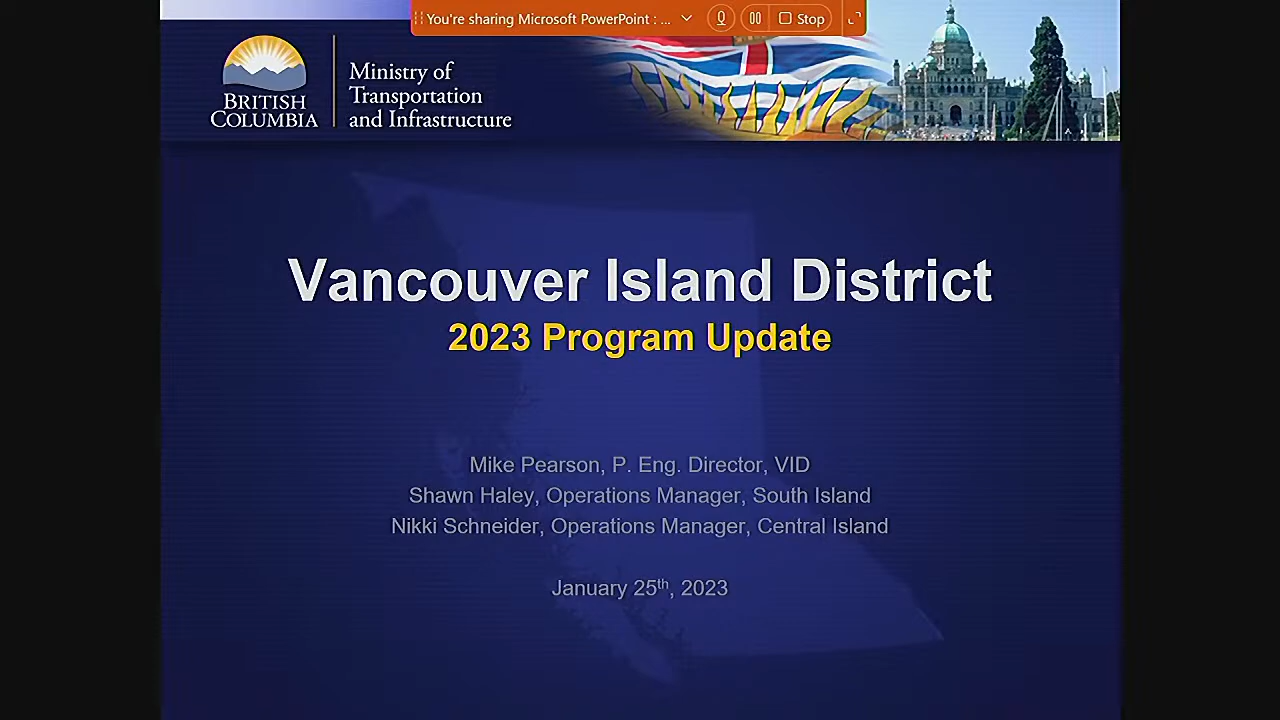 You're sharing Microsoft PowerPoint : ...
Stop
BRITISH
COLUMBIA
Ministry of
Transportation
and Infrastructure
Vancouver Island District
2023 Program Update
Mike Pearson, P. Eng. Director, VID
Shawn Haley, Operations Manager, South Island
Nikki Schneider, Operations Manager, Central Island
January 25th, 2023